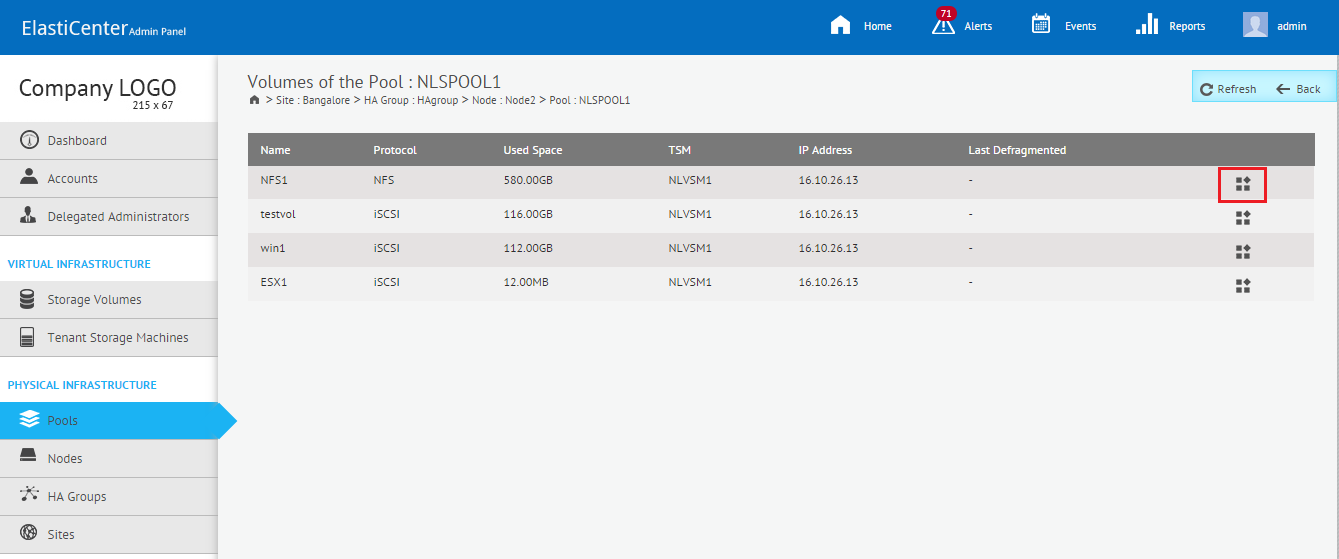 ElastiCenter Admin Panel
Home
71
Alerts
Events
Reports
admin
Company LOGO
215 x 67
Dashboard
Accounts
Delegated Administrators
VIRTUAL INFRASTRUCTURE
Storage Volumes
Tenant Storage Machines
PHYSICAL INFRASTRUCTURE
Pools
Nodes
HA Groups
Sites
Volumes of the Pool : NLSPOOL1
> Site : Bangalore > HA Group : HAgroup > Node : Node2 > Pool : NLSPOOL1
Refresh Back
Name Protocol Used Space TSM IP Address Last Defragmented
NFS1 NFS 580.00GB NLVSM1 16.10.26.13 -
testvol iSCSI 116.00GB NLVSM1 16.10.26.13 -
win1 iSCSI 112.00GB NLVSM1 16.10.26.13 -
ESX1 iSCSI 12.00MB NLVSM1 16.10.26.13 -